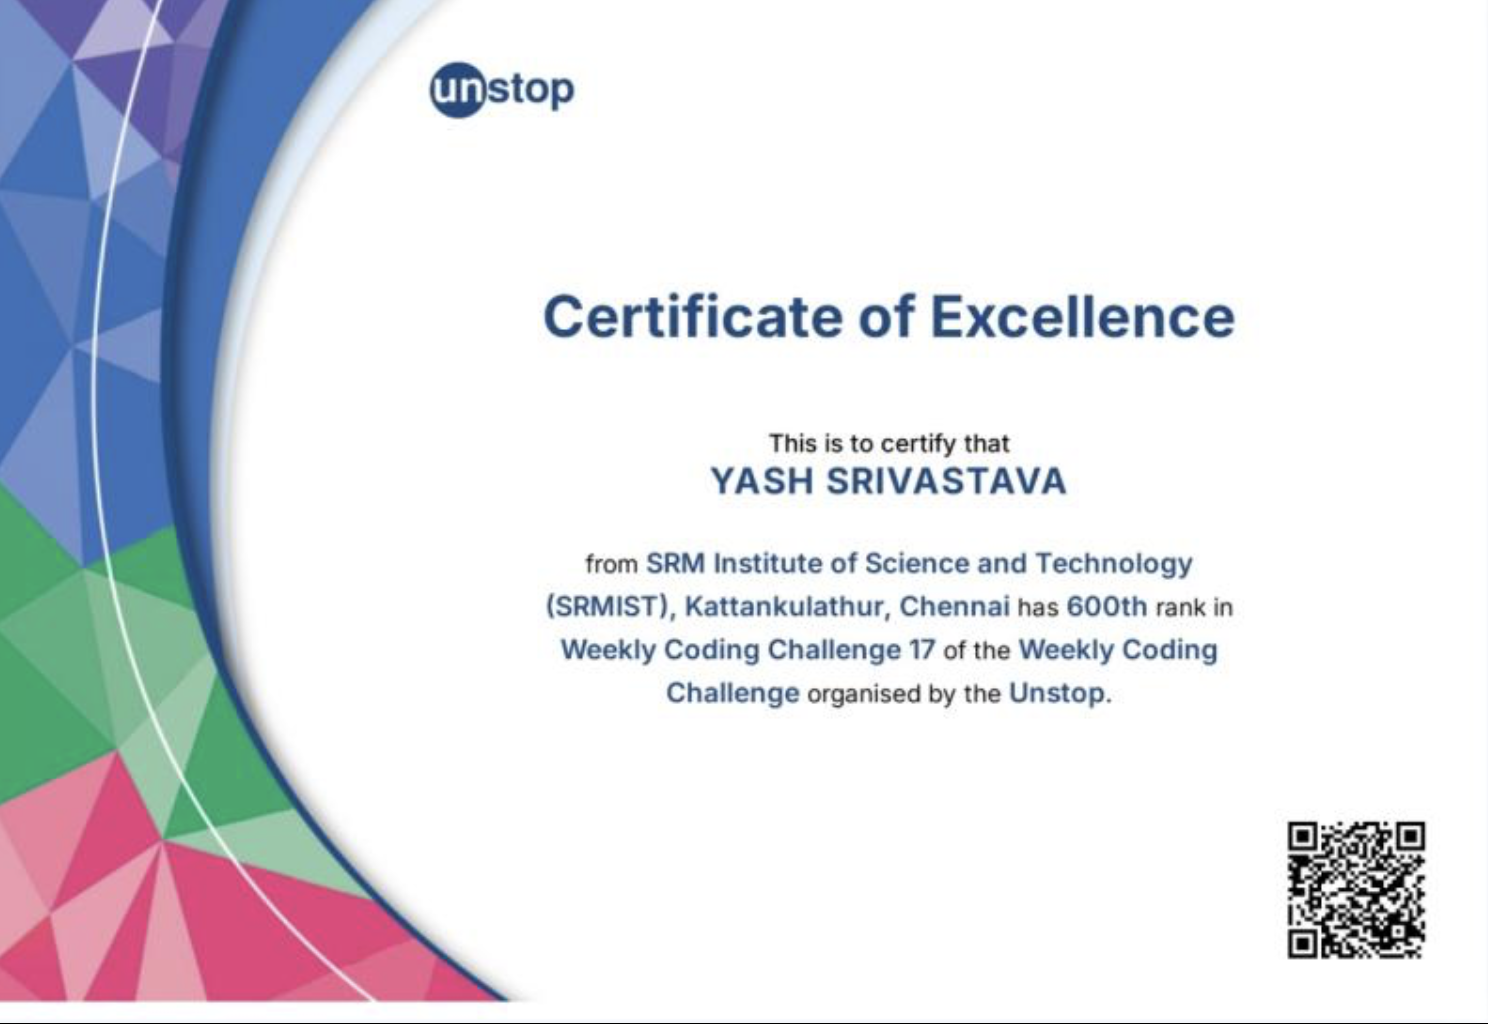 unstop
Certificate of Excellence
This is to certify that
YASH SRIVASTAVA
from SRM Institute of Science and Technology
(SRMIST), Kattankulathur, Chennai has 600th rank in
Weekly Coding Challenge 17 of the Weekly Coding
Challenge organised by the Unstop.